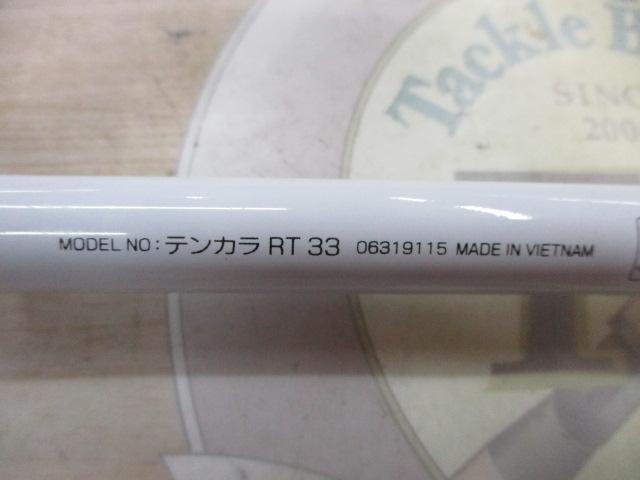 Tackle
SINC
200
MODEL NO: テンカラ RT 33 06319115 MADE IN VIETNAM